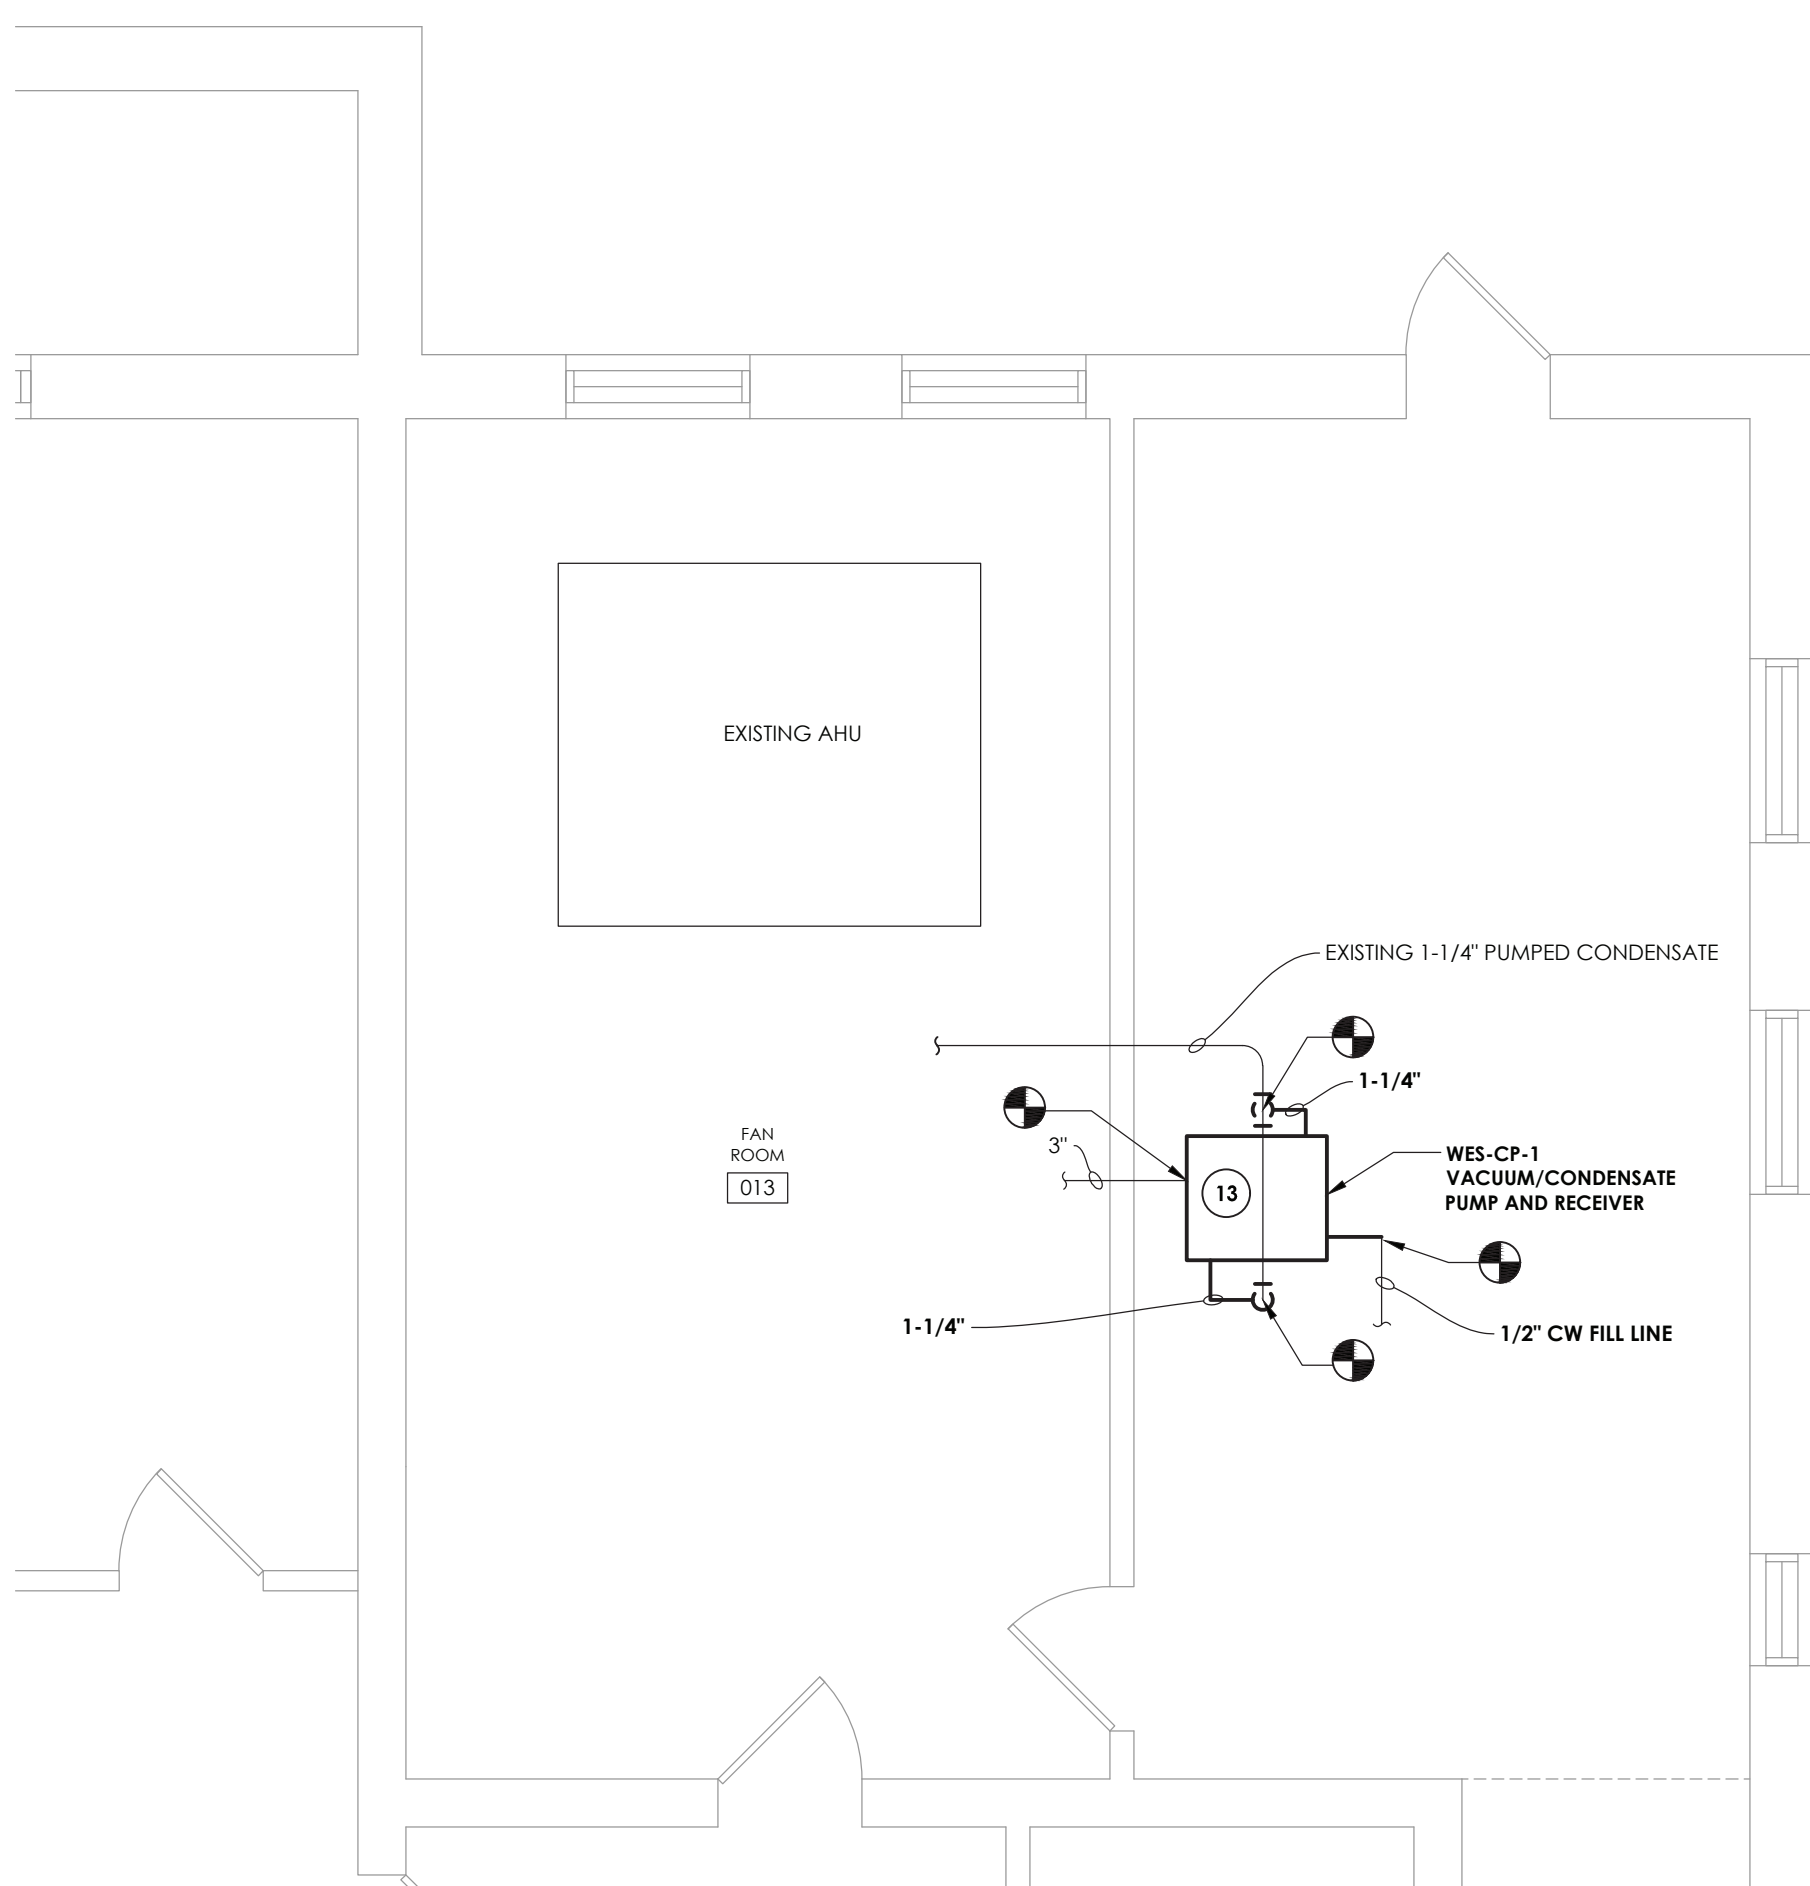 EXISTING AHU
EXISTING 1-1/4" PUMPED CONDENSATE
1-1/4"
FAN
ROOM
013
3"
13
WES-CP-1
VACUUM/CONDENSATE
PUMP AND RECEIVER
1-1/4"
1/2" CW FILL LINE